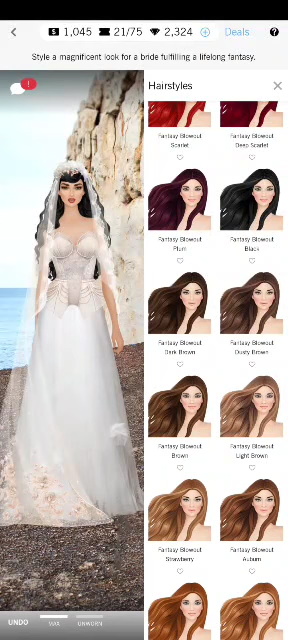 1,045 21/75 2,324 Deals
Style a magnificent look for a bride fulfilling a lifelong fantasy.
Hairstyles
Fantasy Blowout
Scarlet
Fantasy Blowout
Deep Scarlet
Fantasy Blowout
Plum
Fantasy Blowout
Black
Fantasy Blowout
Dark Brown
Fantasy Blowout
Dusty Brown
Fantasy Blowout
Brown
Fantasy Blowout
Light Brown
Fantasy Blowout
Strawberry
Fantasy Blowout
Auburn
UNDO
UNWORN